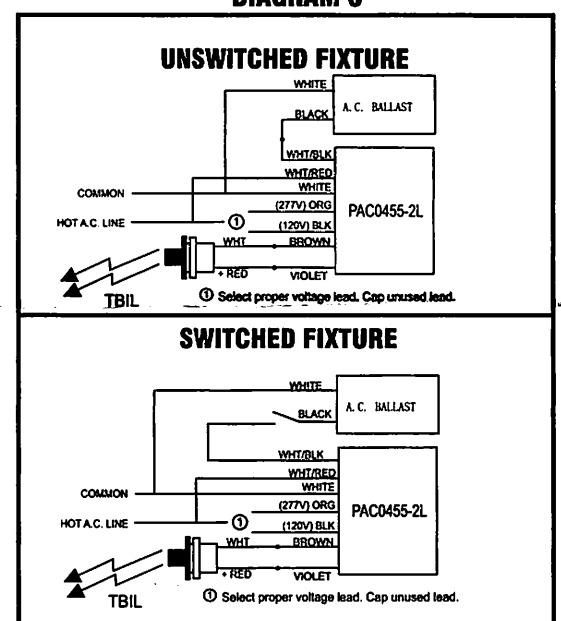 UNSWITCHED FIXTURE
WHITE
A.C. BALLAST
BLACK
WHT/BLK
WHT/RED
WHITE
COMMON
(277V) ORG
PAC0455-2L
HOT A.C. LINE
①
(120V) BLK
WHT
BROWN
+ RED
VIOLET
TBIL
① Select proper voltage lead. Cap unused lead.
SWITCHED FIXTURE
WHITE
A.C. BALLAST
BLACK
WHT/BLK
WHT/RED
WHITE
COMMON
(277V) ORG
PAC0455-2L
HOT A.C. LINE
①
(120V) BLK
WHT
BROWN
+ RED
VIOLET
TBIL
① Select proper voltage lead. Cap unused lead.